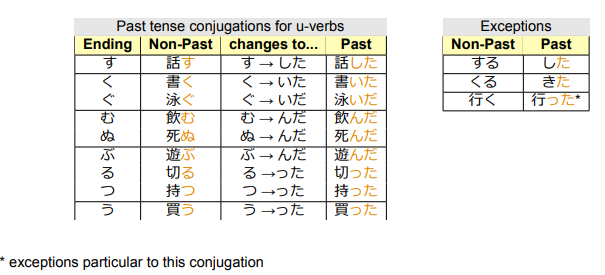 Past tense conjugations for u-verbs
Ending Non-Past changes to... Past
す 話す す → した 話した
く 書く く → いた 書いた
ぐ 泳ぐ ぐ → いだ 泳いだ
む 飲む む → んだ 飲んだ
ぬ 死ぬ ぬ → んだ 死んだ
ぶ 遊ぶ ぶ → んだ 遊んだ
る 切る る →った 切った
つ 持つ つ →った 持った
う 買う う →った 買った
Exceptions
Non-Past Past
する した
くる きた
行く 行った*
* exceptions particular to this conjugation